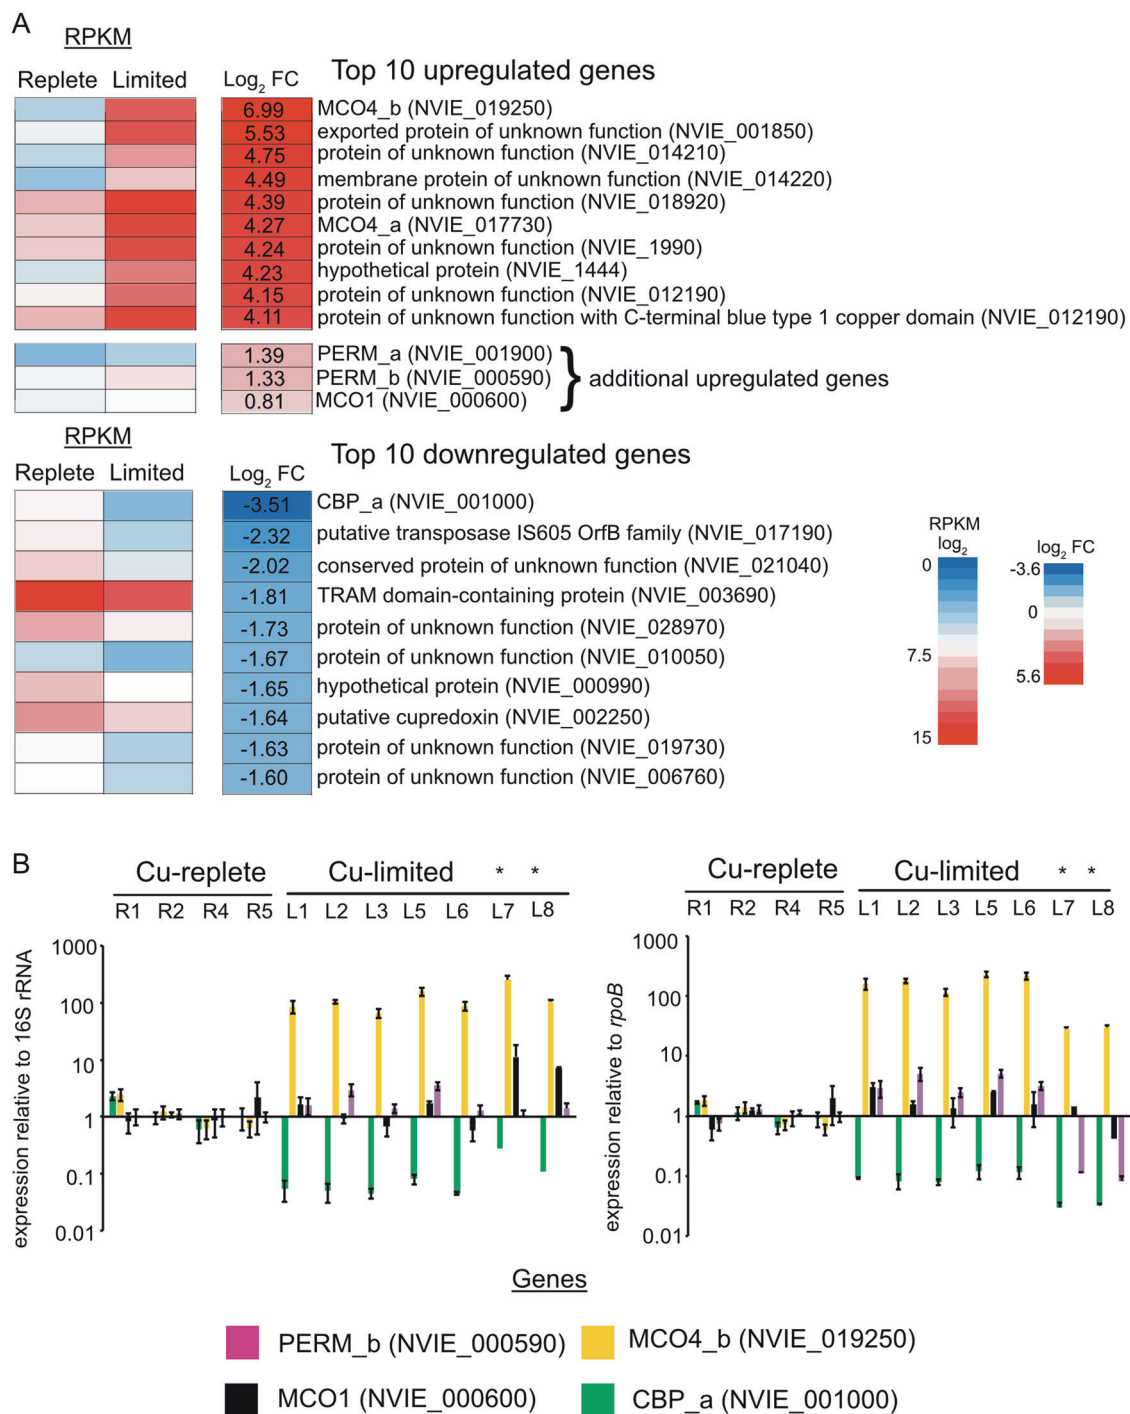 A
RPKM
Replete Limited Log2 FC Top 10 upregulated genes
6.99 MCO4_b (NVIE_019250)
5.53 exported protein of unknown function (NVIE_001850)
4.75 protein of unknown function (NVIE_014210)
4.49 membrane protein of unknown function (NVIE_014220)
4.39 protein of unknown function (NVIE_018920)
4.27 MCO4_a (NVIE_017730)
4.24 protein of unknown function (NVIE_1990)
4.23 hypothetical protein (NVIE_1444)
4.15 protein of unknown function (NVIE_012190)
4.11 protein of unknown function with C-terminal blue type 1 copper domain (NVIE_012190)
1.39 PERM_a (NVIE_001900)
1.33 PERM_b (NVIE_000590) } additional upregulated genes
0.81 MCO1 (NVIE_000600)
RPKM
Replete Limited Log2 FC Top 10 downregulated genes
-3.51 CBP_a (NVIE_001000)
-2.32 putative transposase IS605 OrfB family (NVIE_017190)
-2.02 conserved protein of unknown function (NVIE_021040)
-1.81 TRAM domain-containing protein (NVIE_003690)
-1.73 protein of unknown function (NVIE_028970)
-1.67 protein of unknown function (NVIE_010050)
-1.65 hypothetical protein (NVIE_000990)
-1.64 putative cupredoxin (NVIE_002250)
-1.63 protein of unknown function (NVIE_019730)
-1.60 protein of unknown function (NVIE_006760)
RPKM
log2
0
7.5
15
log2 FC
-3.6
0
5.6
B
Cu-replete Cu-limited * *
R1 R2 R4 R5 L1 L2 L3 L5 L6 L7 L8
expression relative to 16S rRNA
1000
100
10
1
0.1
0.01
Cu-replete Cu-limited * *
R1 R2 R4 R5 L1 L2 L3 L5 L6 L7 L8
expression relative to rpoB
1000
100
10
1
0.1
0.01
Genes
PERM_b (NVIE_000590) MCO4_b (NVIE_019250)
MCO1 (NVIE_000600) CBP_a (NVIE_001000)